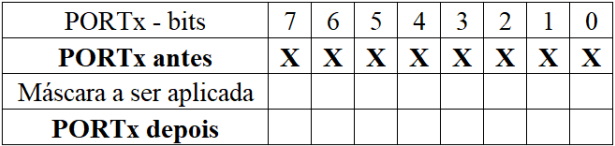 PORTx - bits 7 6 5 4 3 2 1 0
PORTx antes X X X X X X X X
Máscara a ser aplicada
PORTx depois